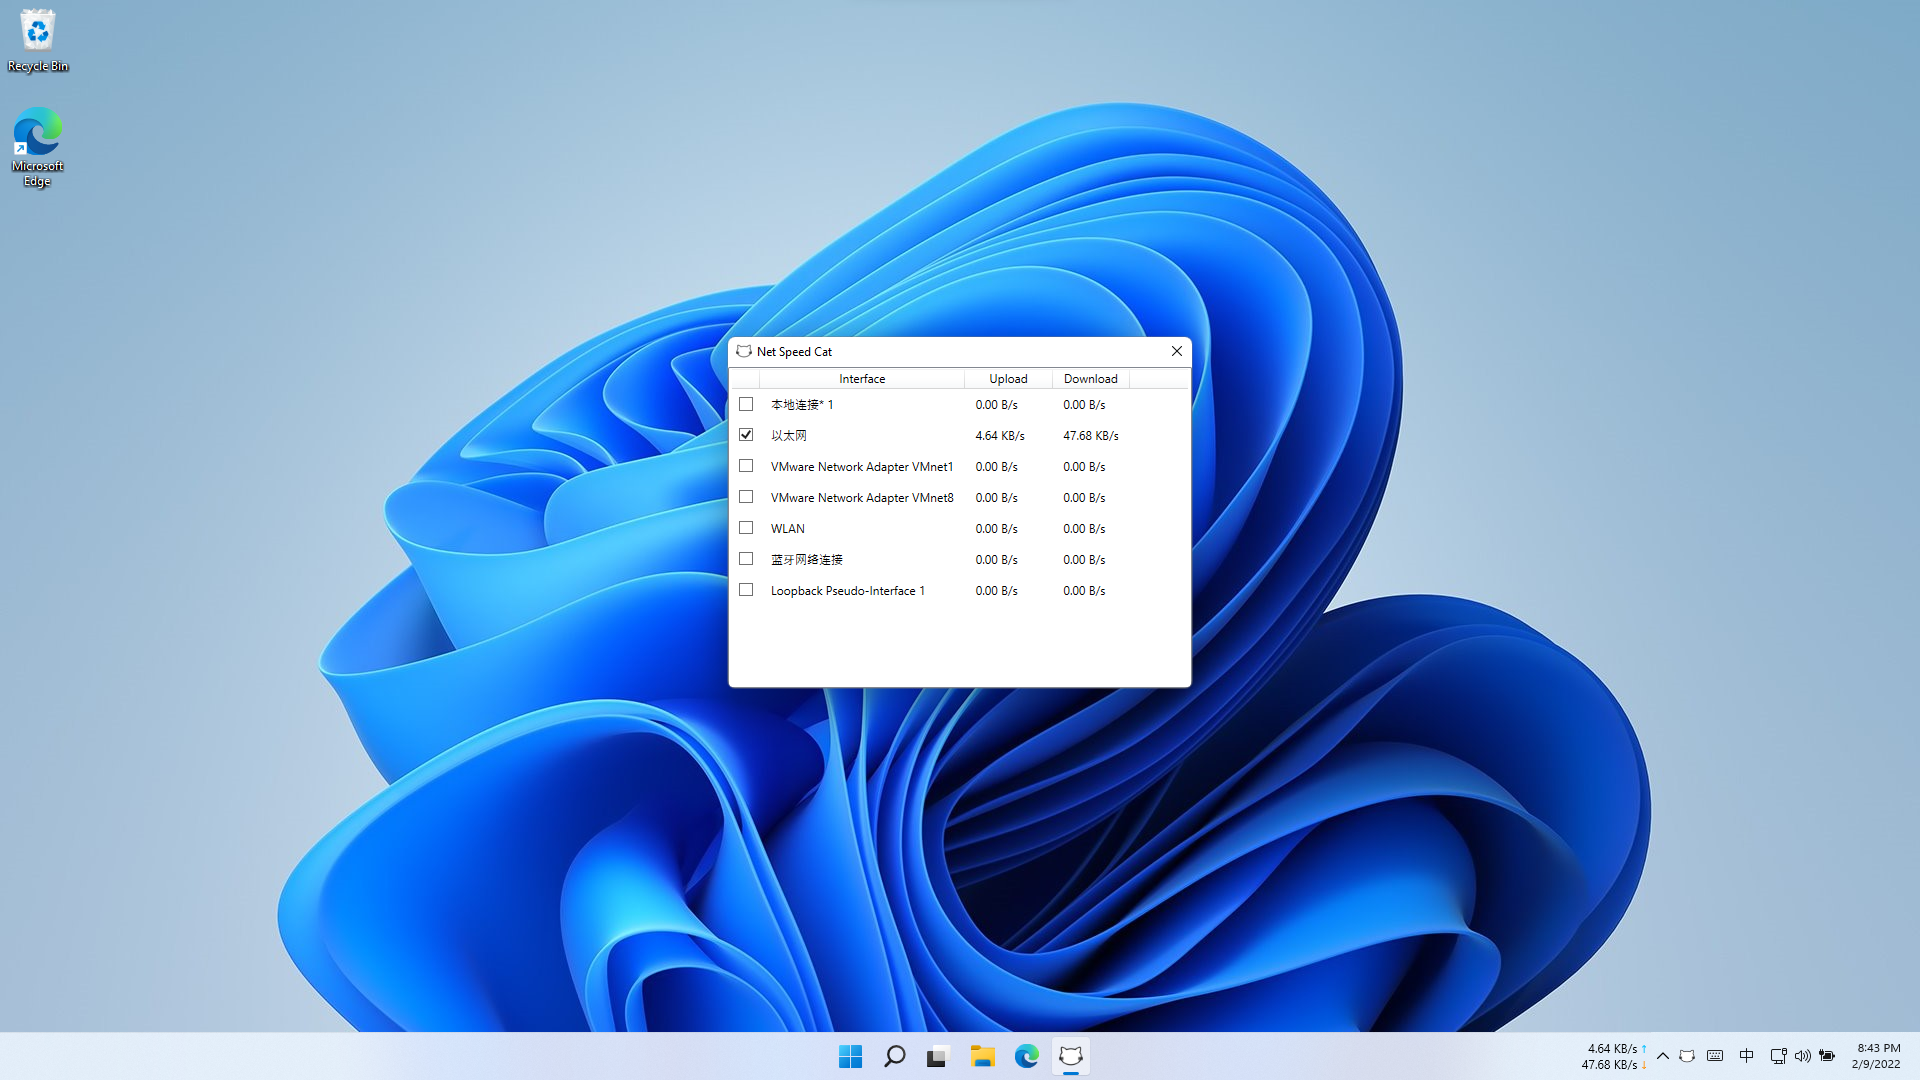 Recycle Bin
Microsoft
Edge
Net Speed Cat
Interface Upload Download
本地连接* 1 0.00 B/s 0.00 B/s
以太网 4.64 KB/s 47.68 KB/s
VMware Network Adapter VMnet1 0.00 B/s 0.00 B/s
VMware Network Adapter VMnet8 0.00 B/s 0.00 B/s
WLAN 0.00 B/s 0.00 B/s
蓝牙网络连接 0.00 B/s 0.00 B/s
Loopback Pseudo-Interface 1 0.00 B/s 0.00 B/s
4.64 KB/s ↑
47.68 KB/s ↓
中
8:43 PM
2/9/2022